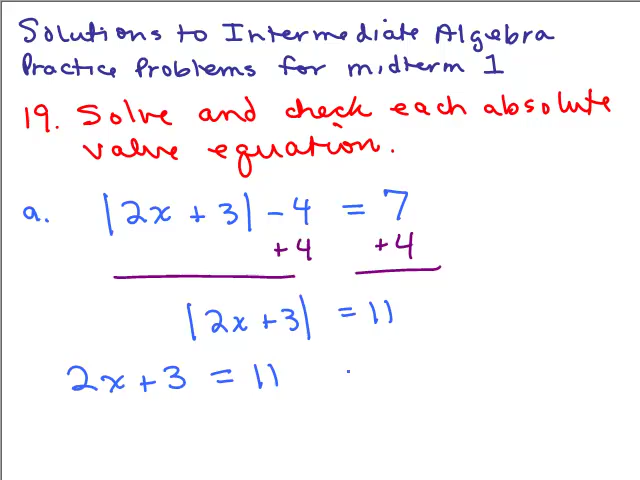 Solutions to Intermediate Algebra
Practice Problems for midterm 1
19. Solve and check each absolute
value equation.
a. |2x + 3| - 4 = 7
+4 +4
|2x + 3| = 11
2x + 3 = 11